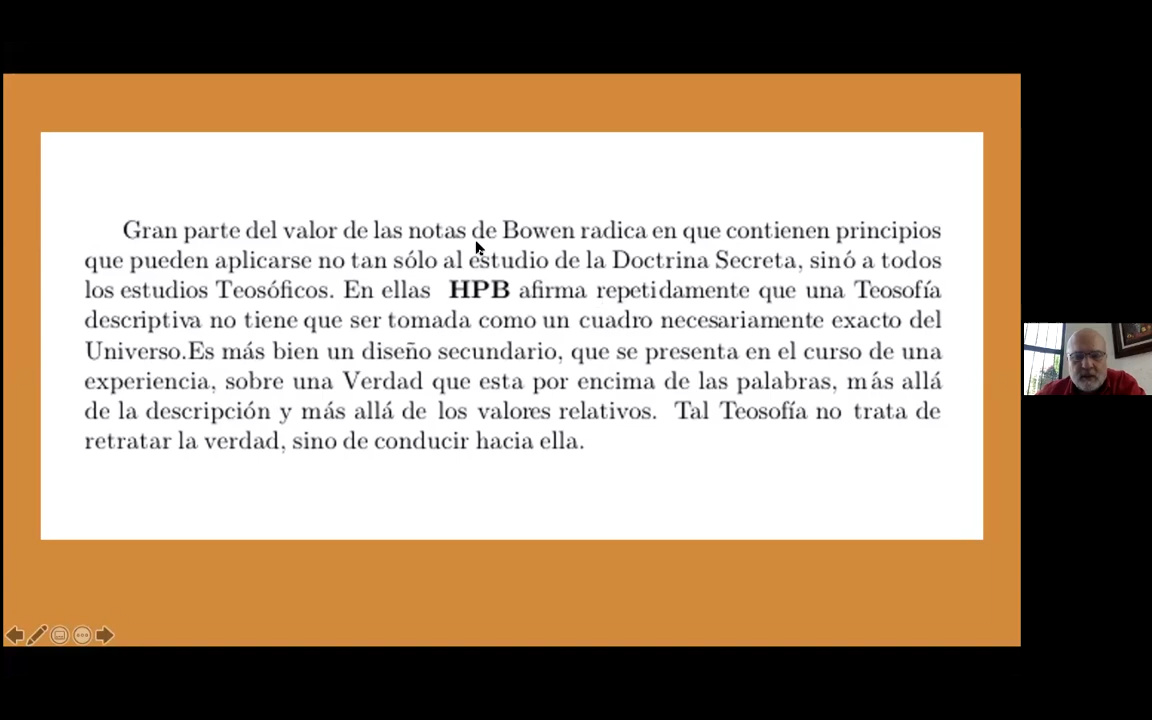 Gran parte del valor de las notas de Bowen radica en que contienen principios
que pueden aplicarse no tan sólo al estudio de la Doctrina Secreta, sinó a todos
los estudios Teosóficos. En ellas HPB afirma repetidamente que una Teosofía
descriptiva no tiene que ser tomada como un cuadro necesariamente exacto del
Universo.Es más bien un diseño secundario, que se presenta en el curso de una
experiencia, sobre una Verdad que esta por encima de las palabras, más allá
de la descripción y más allá de los valores relativos. Tal Teosofía no trata de
retratar la verdad, sino de conducir hacia ella.